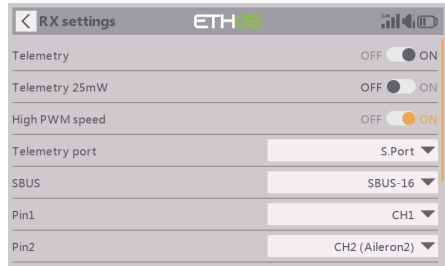 RX settings
ETHOS
Telemetry OFF ON
Telemetry 25mW OFF ON
High PWM speed OFF ON
Telemetry port S.Port
SBUS SBUS-16
Pin1 CH1
Pin2 CH2 (Aileron2)